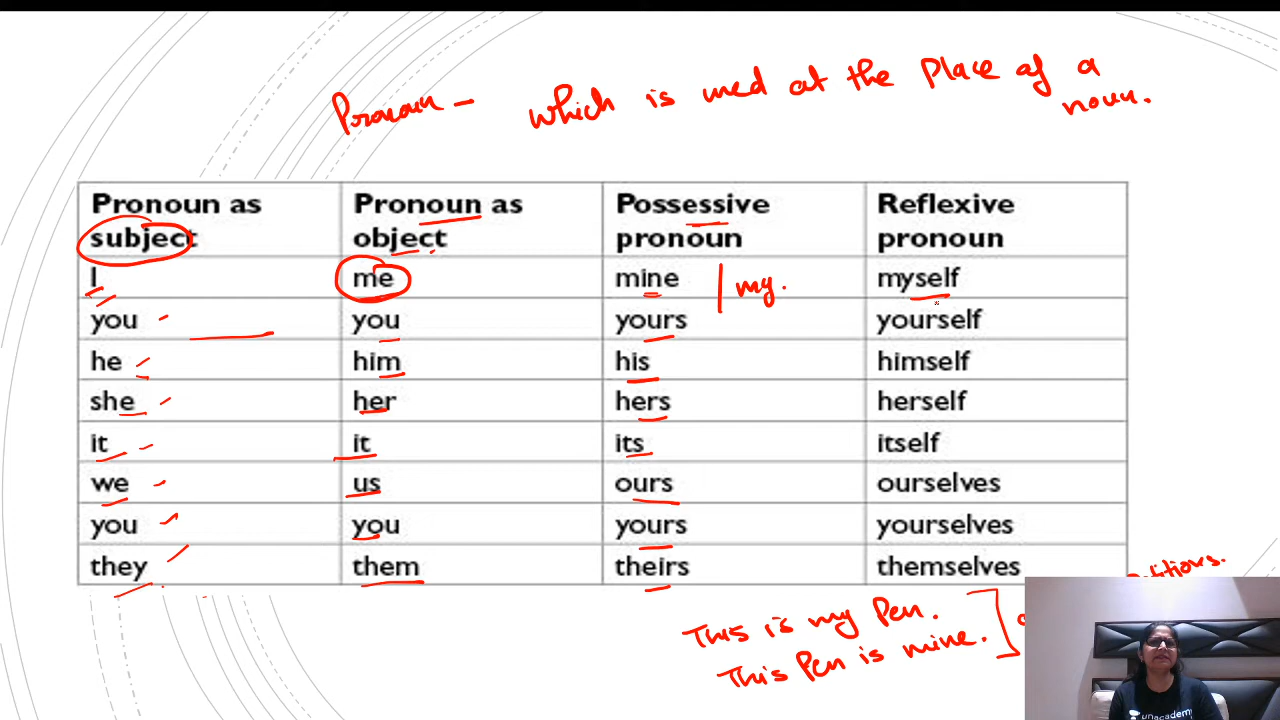 Pronoun – which is used at the place of a
noun.
Pronoun as subject | Pronoun as object | Possessive pronoun | Reflexive pronoun
I | me | mine | my. | myself
you | you | yours | yourself
he | him | his | himself
she | her | hers | herself
it | it | its | itself
we | us | ours | ourselves
you | you | yours | yourselves
they | them | theirs | themselves
This is my Pen.
This Pen is mine.
unacademy